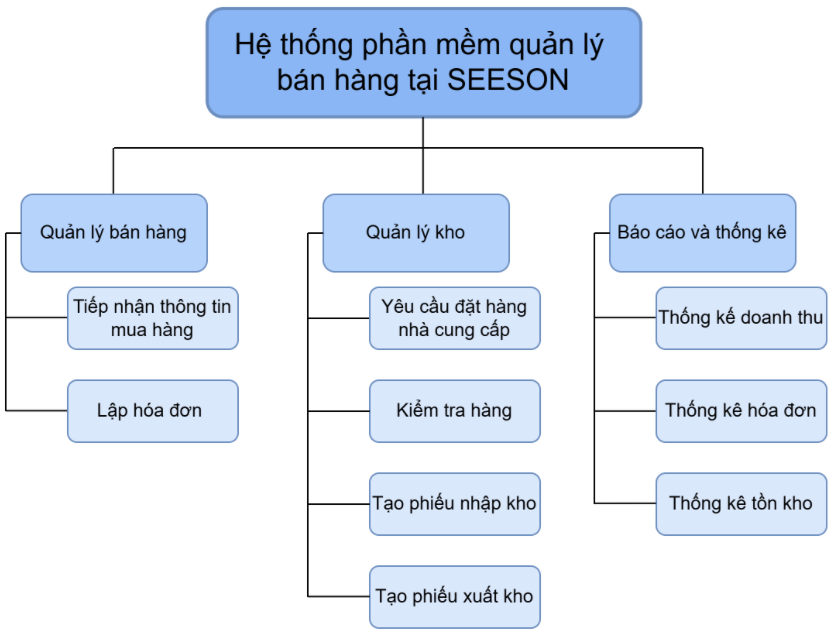 Hệ thống phần mềm quản lý
bán hàng tại SEESON
Quản lý bán hàng
Tiếp nhận thông tin
mua hàng
Lập hóa đơn
Quản lý kho
Yêu cầu đặt hàng
nhà cung cấp
Kiểm tra hàng
Tạo phiếu nhập kho
Tạo phiếu xuất kho
Báo cáo và thống kê
Thống kế doanh thu
Thống kê hóa đơn
Thống kê tồn kho